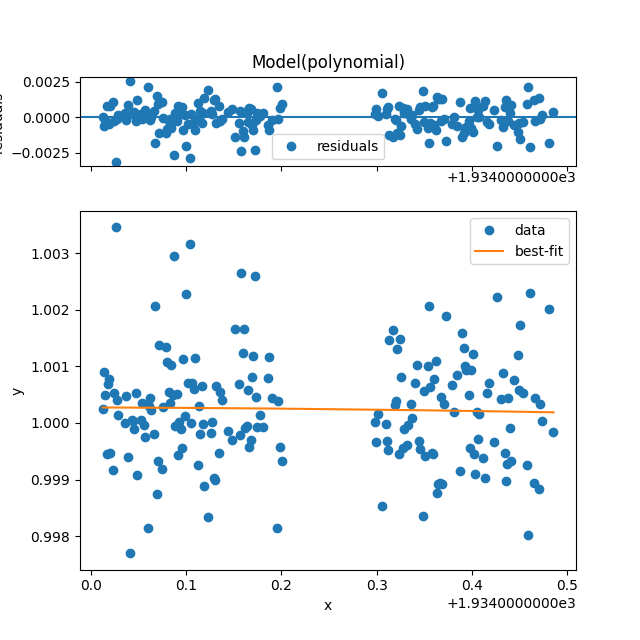 Model(polynomial)
0.0025
0.0000
−0.0025
residuals
+1.9340000000e3
1.003
1.002
1.001
1.000
0.999
0.998
y
data
best-fit
0.0 0.1 0.2 0.3 0.4 0.5
x
+1.9340000000e3